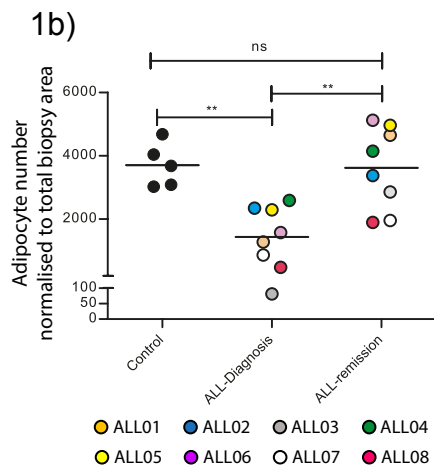 1b)
ns
**
**
Adipocyte number
normalised to total biopsy area
6000
4000
2000
100
50
0
Control
ALL-Diagnosis
ALL-remission
ALL01
ALL02
ALL03
ALL04
ALL05
ALL06
ALL07
ALL08